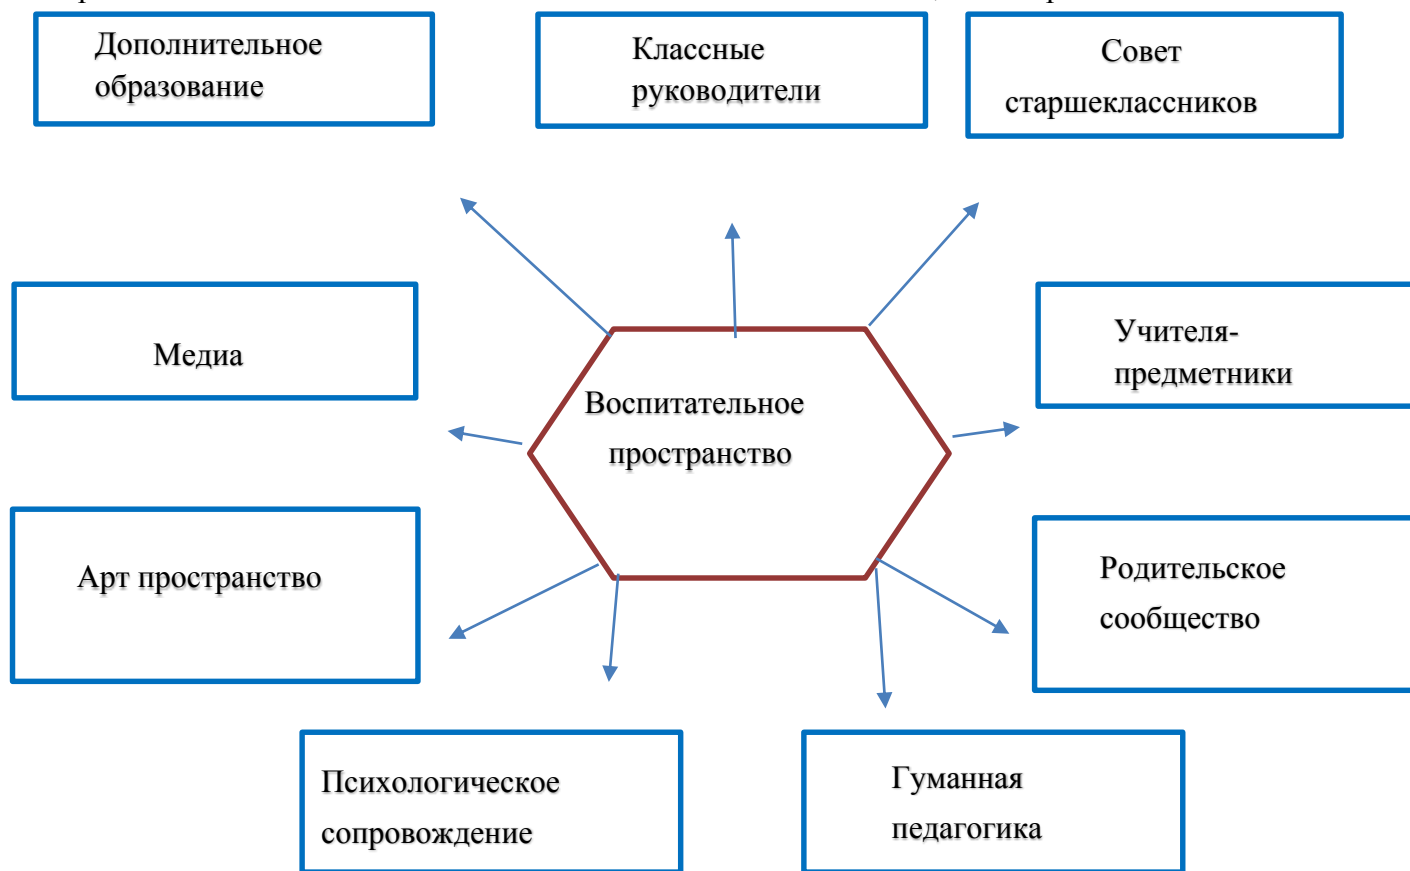 Дополнительное
образование
Классные
руководители
Совет
старшеклассников
Медиа
Учителя-
предметники
Воспитательное
пространство
Арт пространство
Родительское
сообщество
Психологическое
сопровождение
Гуманная
педагогика